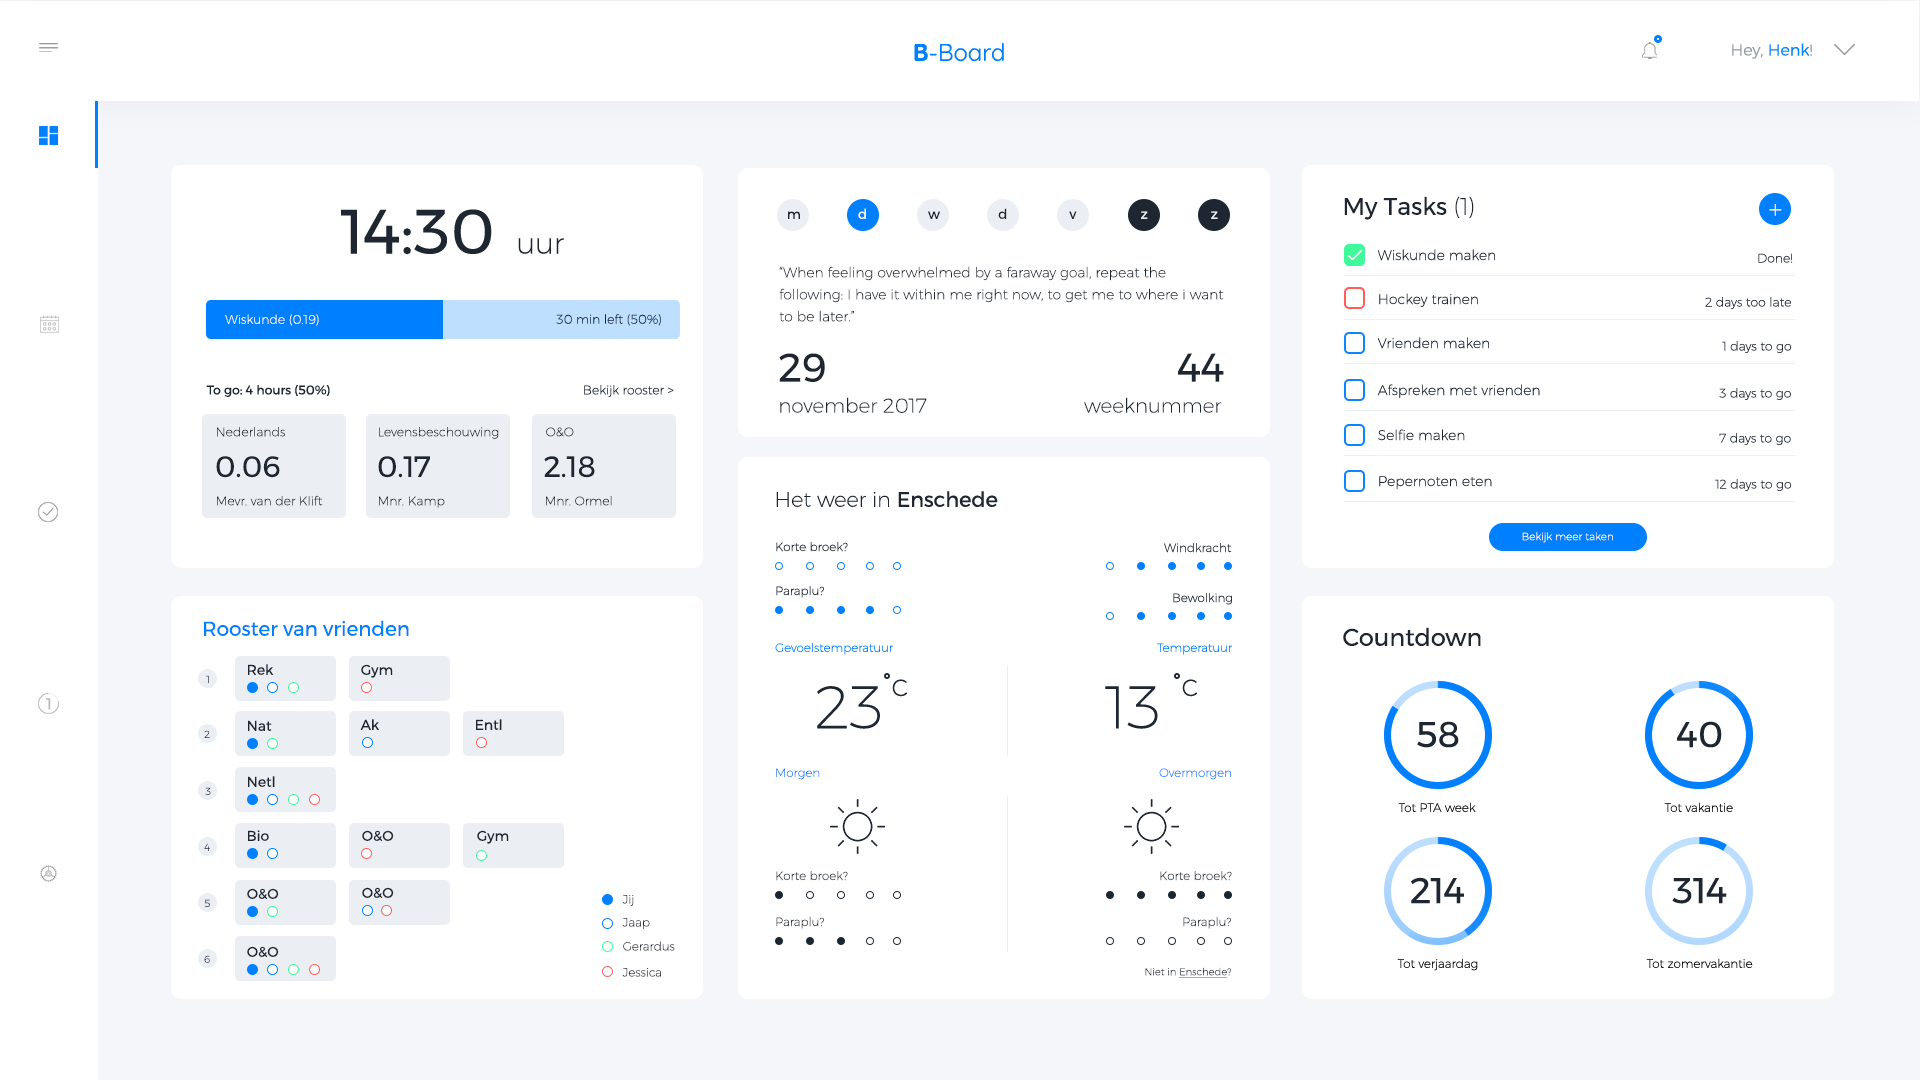 B-Board
Hey, Henk!
14:30 uur
Wiskunde (0.19)
30 min left (50%)
To go: 4 hours (50%)
Bekijk rooster >
Nederlands
0.06
Mevr. van der Klift
Levensbeschouwing
0.17
Mnr. Kamp
O&O
2.18
Mnr. Ormel
m d w d v z z
“When feeling overwhelmed by a faraway goal, repeat the
following: I have it within me right now, to get me to where i want
to be later.”
29
november 2017
44
weeknummer
My Tasks (1)
+
Wiskunde maken
Done!
Hockey trainen
2 days too late
Vrienden maken
1 days to go
Afspreken met vrienden
3 days to go
Selfie maken
7 days to go
Pepernoten eten
12 days to go
Bekijk meer taken
Rooster van vrienden
1
Rek
Gym
2
Nat
Ak
Entl
3
Netl
4
Bio
O&O
Gym
5
O&O
O&O
6
O&O
Jij
Jaap
Gerardus
Jessica
Het weer in Enschede
Korte broek?
Windkracht
Paraplu?
Bewolking
Gevoelstemperatuur
Temperatuur
23°C
13°C
Morgen
Overmorgen
Korte broek?
Korte broek?
Paraplu?
Paraplu?
Niet in Enschede?
Countdown
58
Tot PTA week
40
Tot vakantie
214
Tot verjaardag
314
Tot zomervakantie
1